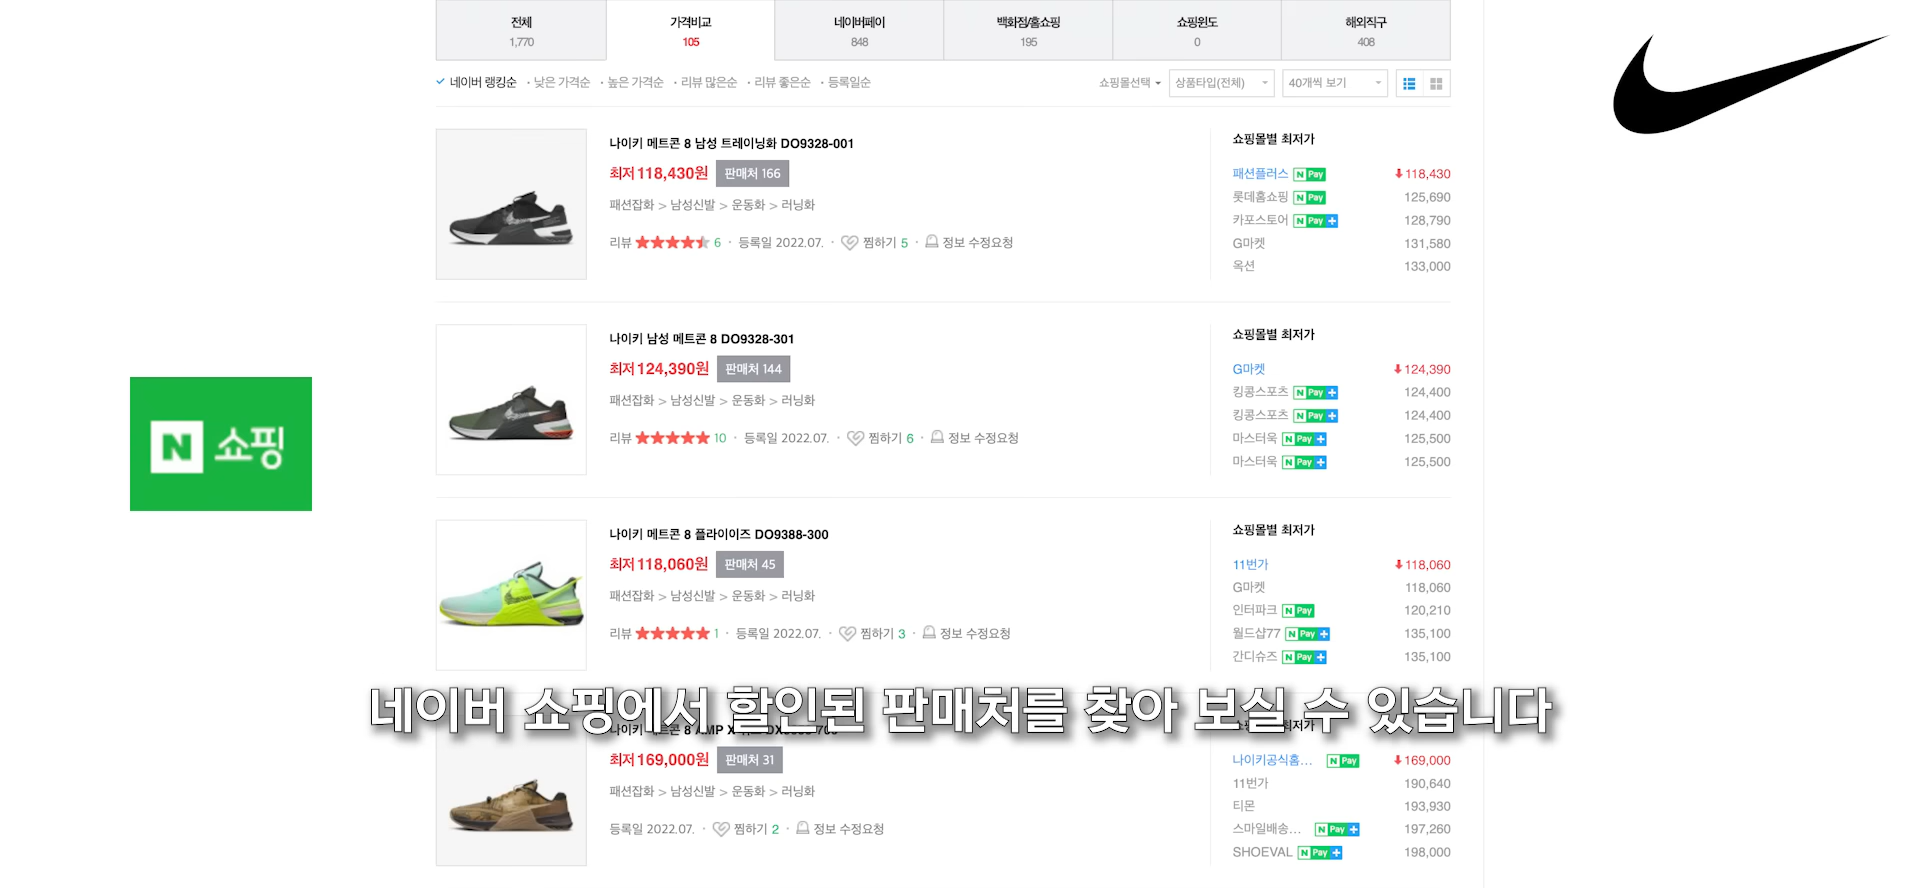 전체
1,770
가격비교
105
네이버페이
848
백화점/홈쇼핑
195
쇼핑윈도
0
해외직구
408
네이버 랭킹순 · 낮은 가격순 · 높은 가격순 · 리뷰 많은순 · 리뷰 좋은순 · 등록일순
쇼핑몰선택 상품타입(전체) 40개씩 보기
나이키 메트콘 8 남성 트레이닝화 DO9328-001
최저 118,430원 판매처 166
패션잡화 > 남성신발 > 운동화 > 러닝화
리뷰 6 · 등록일 2022.07. · 찜하기 5 · 정보 수정요청
쇼핑몰별 최저가
패션플러스 N Pay 118,430
롯데홈쇼핑 N Pay 125,690
카포스토어 N Pay + 128,790
G마켓 131,580
옥션 133,000
나이키 남성 메트콘 8 DO9328-301
최저 124,390원 판매처 144
패션잡화 > 남성신발 > 운동화 > 러닝화
리뷰 10 · 등록일 2022.07. · 찜하기 6 · 정보 수정요청
쇼핑몰별 최저가
G마켓 124,390
킹콩스포츠 N Pay + 124,400
킹콩스포츠 N Pay + 124,400
마스터욱 N Pay + 125,500
마스터욱 N Pay + 125,500
N 쇼핑
나이키 메트콘 8 플라이이즈 DO9388-300
최저 118,060원 판매처 45
패션잡화 > 남성신발 > 운동화 > 러닝화
리뷰 1 · 등록일 2022.07. · 찜하기 3 · 정보 수정요청
쇼핑몰별 최저가
11번가 118,060
G마켓 118,060
인터파크 N Pay 120,210
월드샵77 N Pay + 135,100
간디슈즈 N Pay + 135,100
네이버 쇼핑에서 할인된 판매처를 찾아 보실 수 있습니다
나이키 메트콘 8 AMP
최저 169,000원 판매처 31
패션잡화 > 남성신발 > 운동화 > 러닝화
등록일 2022.07. · 찜하기 2 · 정보 수정요청
쇼핑몰별 최저가
나이키공식홈... N Pay 169,000
11번가 190,640
티몬 193,930
스마일배송... N Pay + 197,260
SHOEVAL N Pay + 198,000